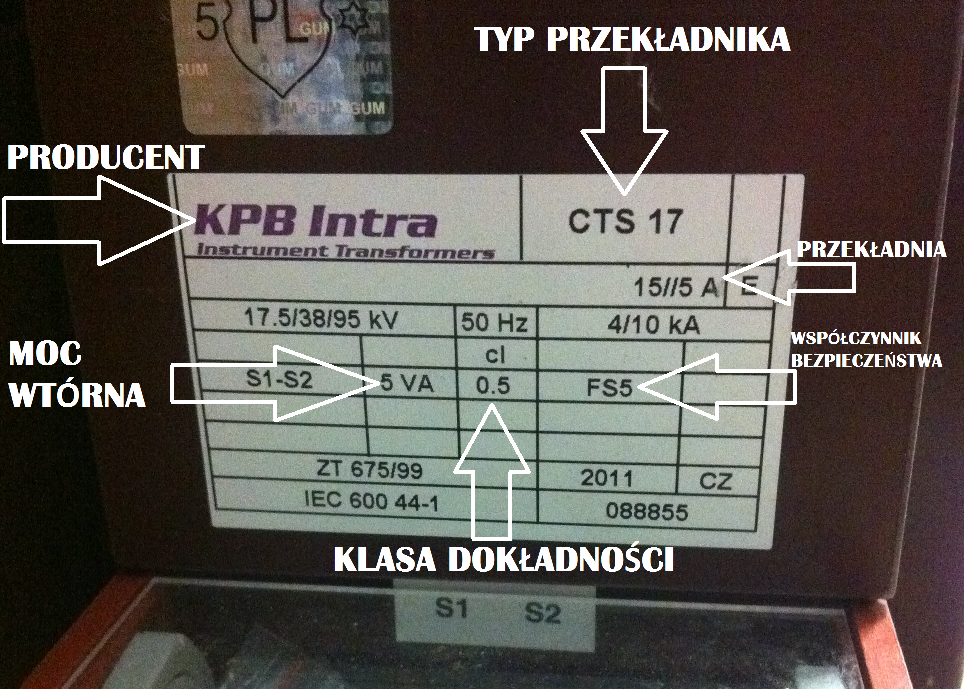 5 PL
GUM
SUM
GUM
IM GUM GUM
TYP PRZEKŁADNIKA
PRODUCENT
KPB Intra
Instrument Transformers
CTS 17
PRZEKŁADNIA
15//5 A E
17.5/38/95 kV 50 Hz 4/10 kA
WSPÓŁCZYNNIK
BEZPIECZEŃSTWA
MOC
WTÓRNA
cl
S1-S2 5 VA 0.5 FS5
ZT 675/99 2011 CZ
IEC 600 44-1 088855
KLASA DOKŁADNOŚCI
S1 S2